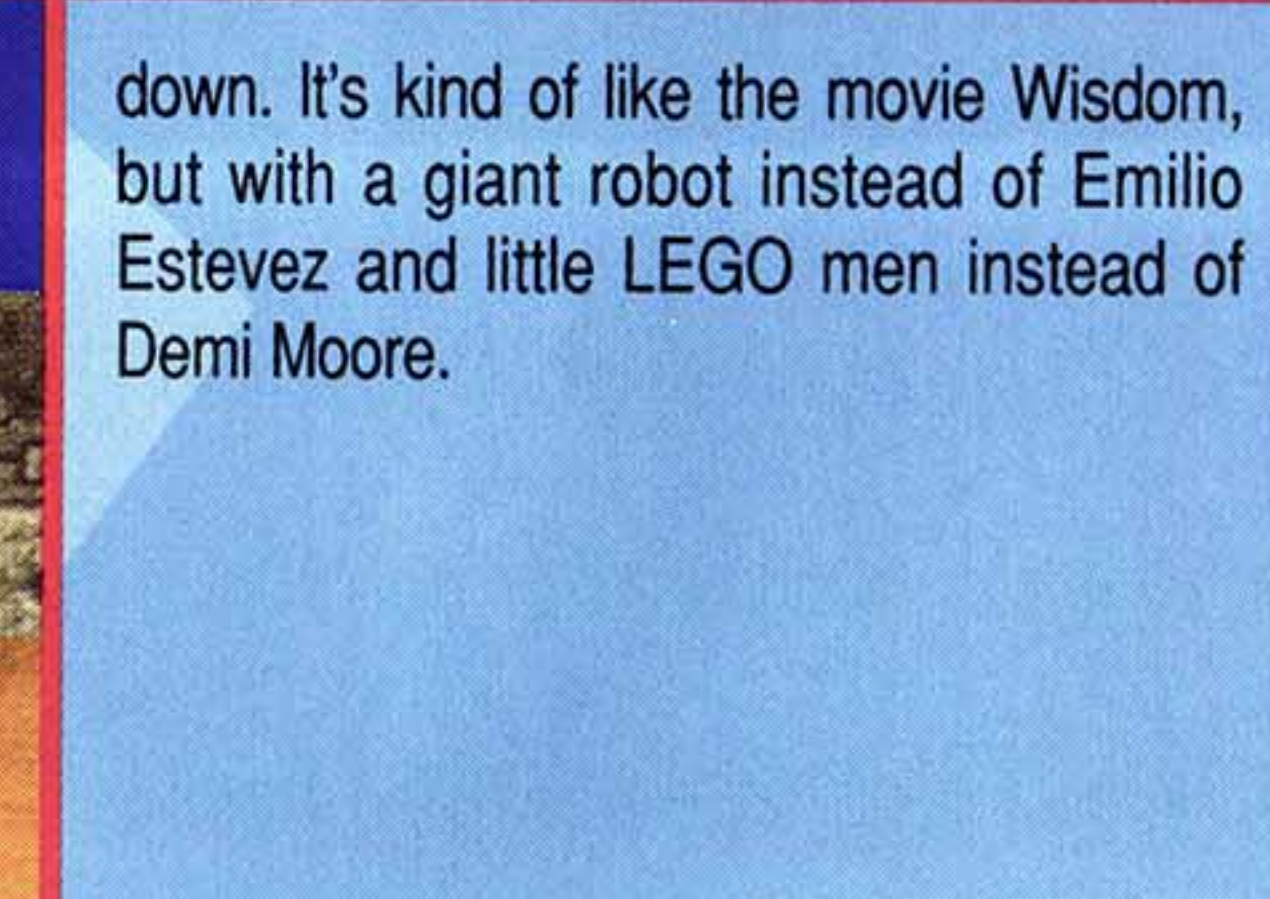 down. It's kind of like the movie Wisdom,
but with a giant robot instead of Emilio
Estevez and little LEGO men instead of
Demi Moore.